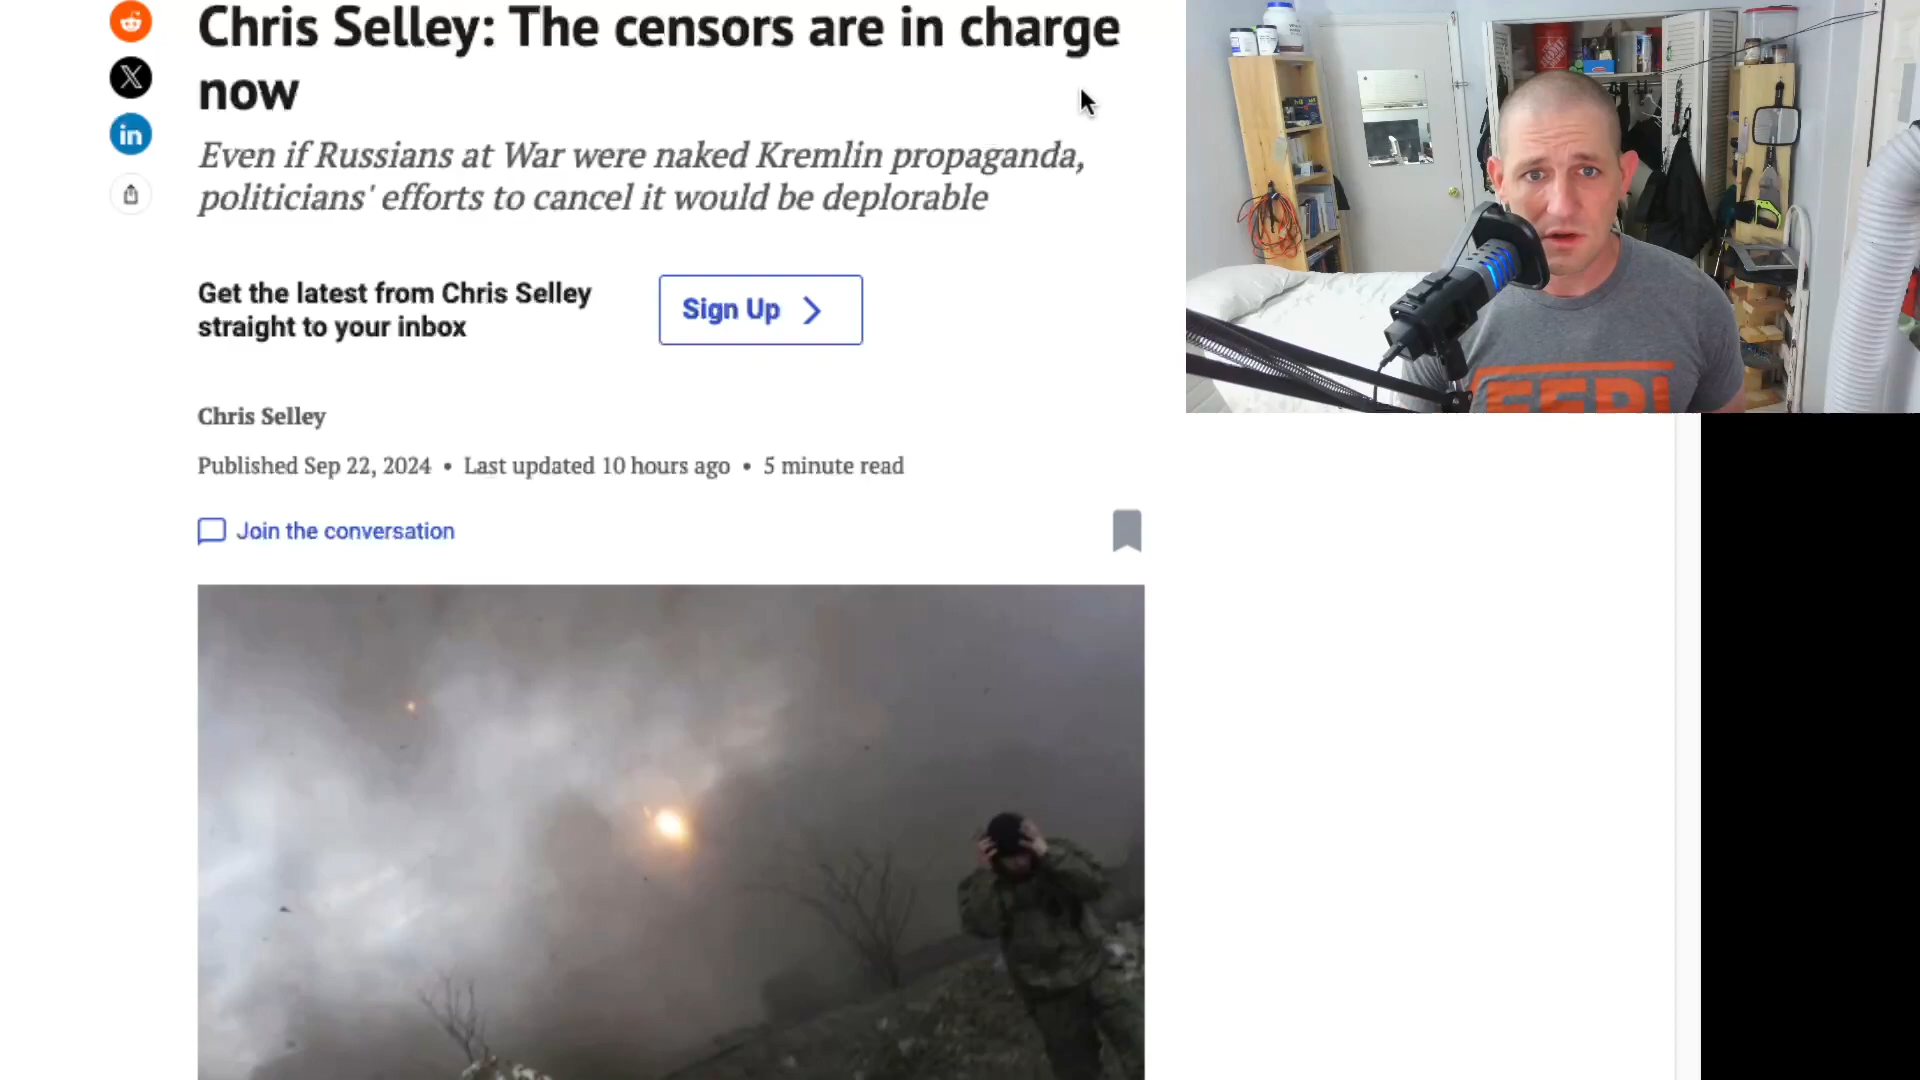 Chris Selley: The censors are in charge
now
Even if Russians at War were naked Kremlin propaganda,
politicians' efforts to cancel it would be deplorable
Get the latest from Chris Selley
straight to your inbox
Sign Up
Chris Selley
Published Sep 22, 2024 • Last updated 10 hours ago • 5 minute read
Join the conversation
in